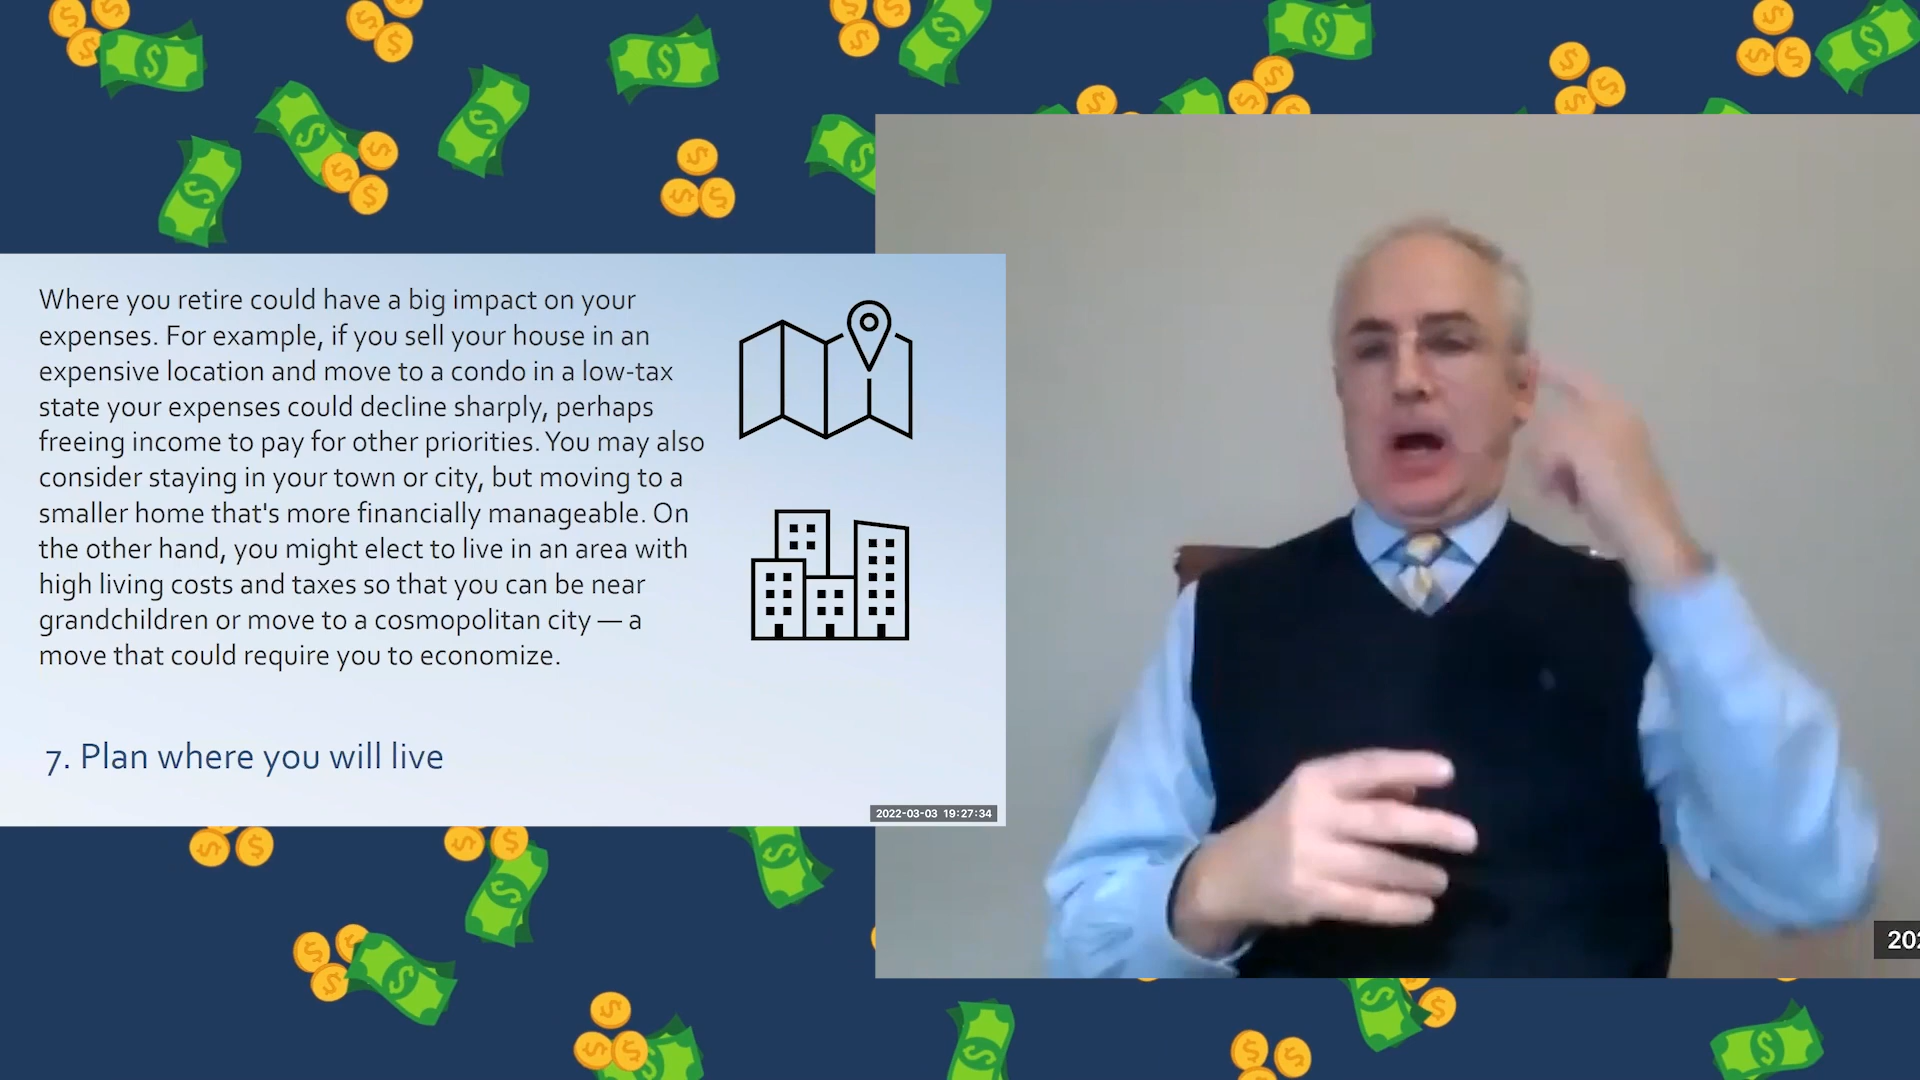 Where you retire could have a big impact on your
expenses. For example, if you sell your house in an
expensive location and move to a condo in a low-tax
state your expenses could decline sharply, perhaps
freeing income to pay for other priorities. You may also
consider staying in your town or city, but moving to a
smaller home that's more financially manageable. On
the other hand, you might elect to live in an area with
high living costs and taxes so that you can be near
grandchildren or move to a cosmopolitan city — a
move that could require you to economize.
7. Plan where you will live
2022-03-03 19:27:34